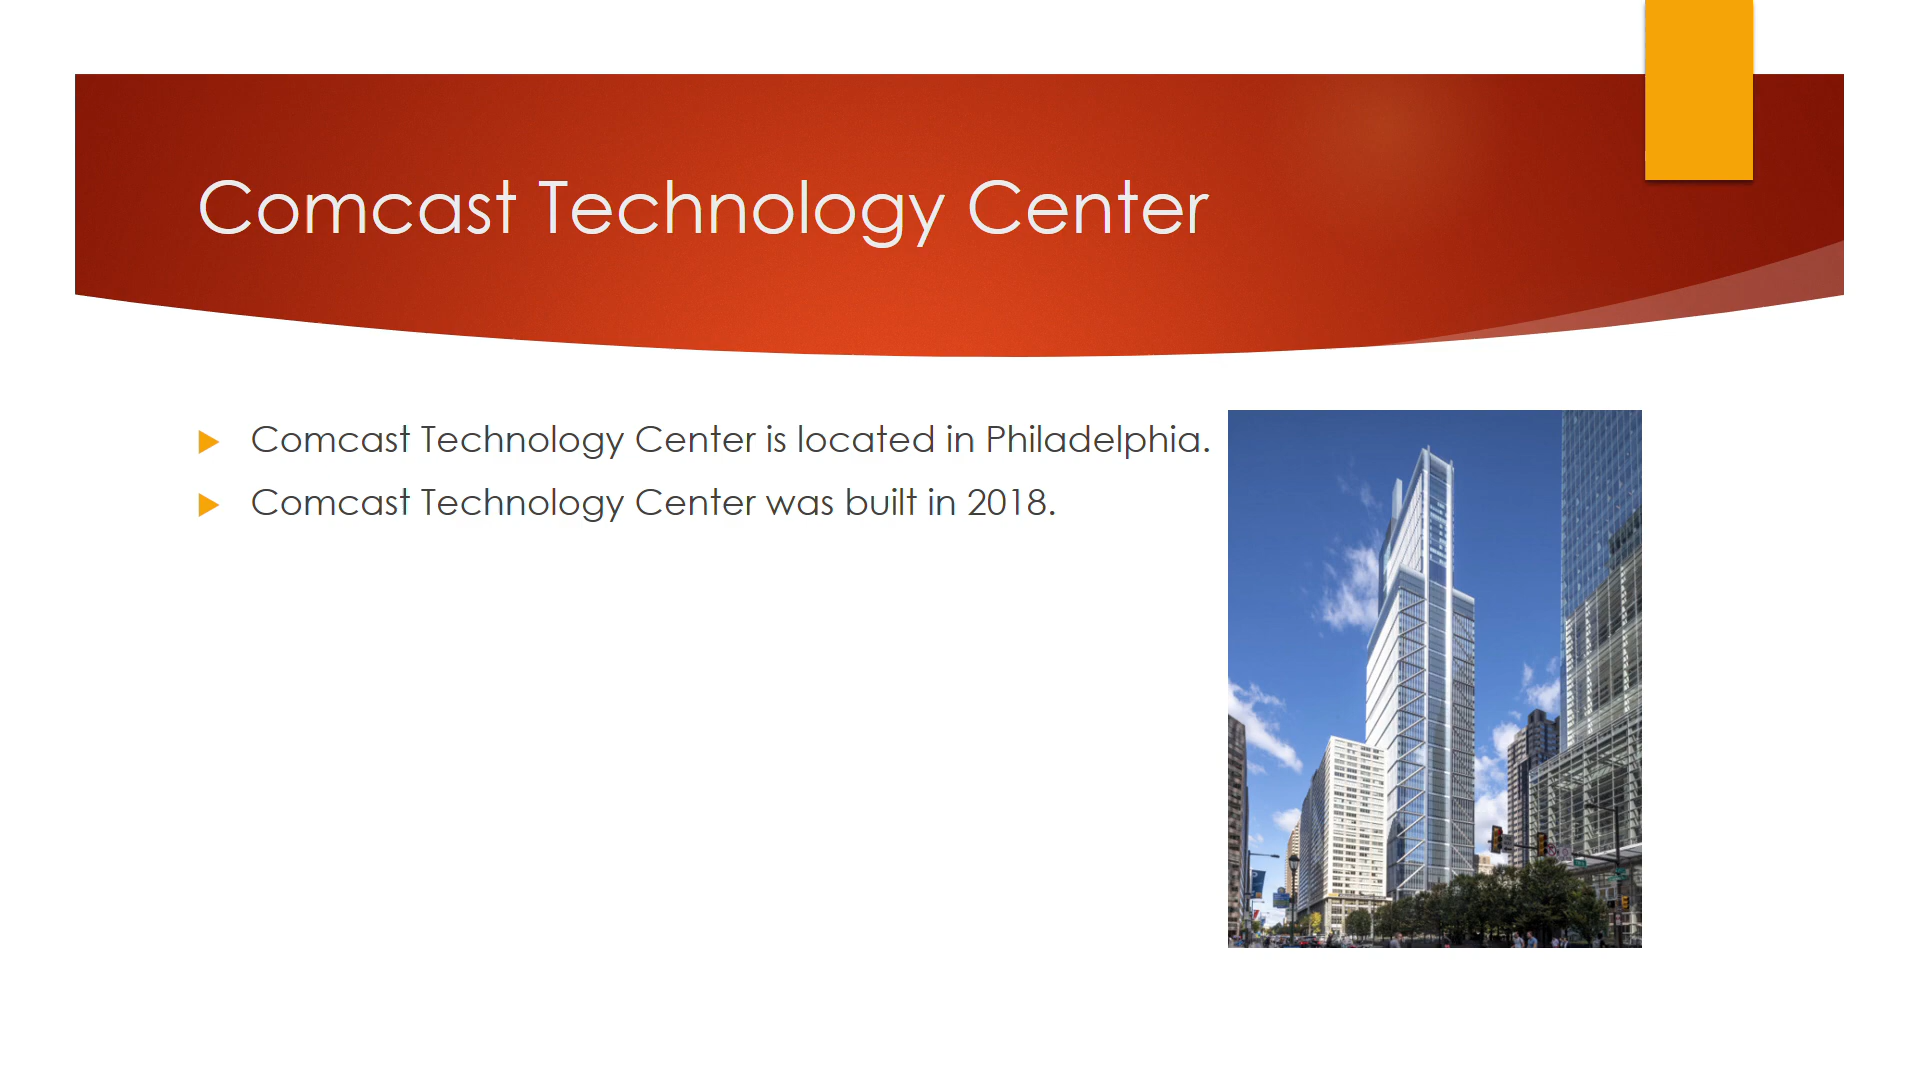 Comcast Technology Center
Comcast Technology Center is located in Philadelphia.
Comcast Technology Center was built in 2018.